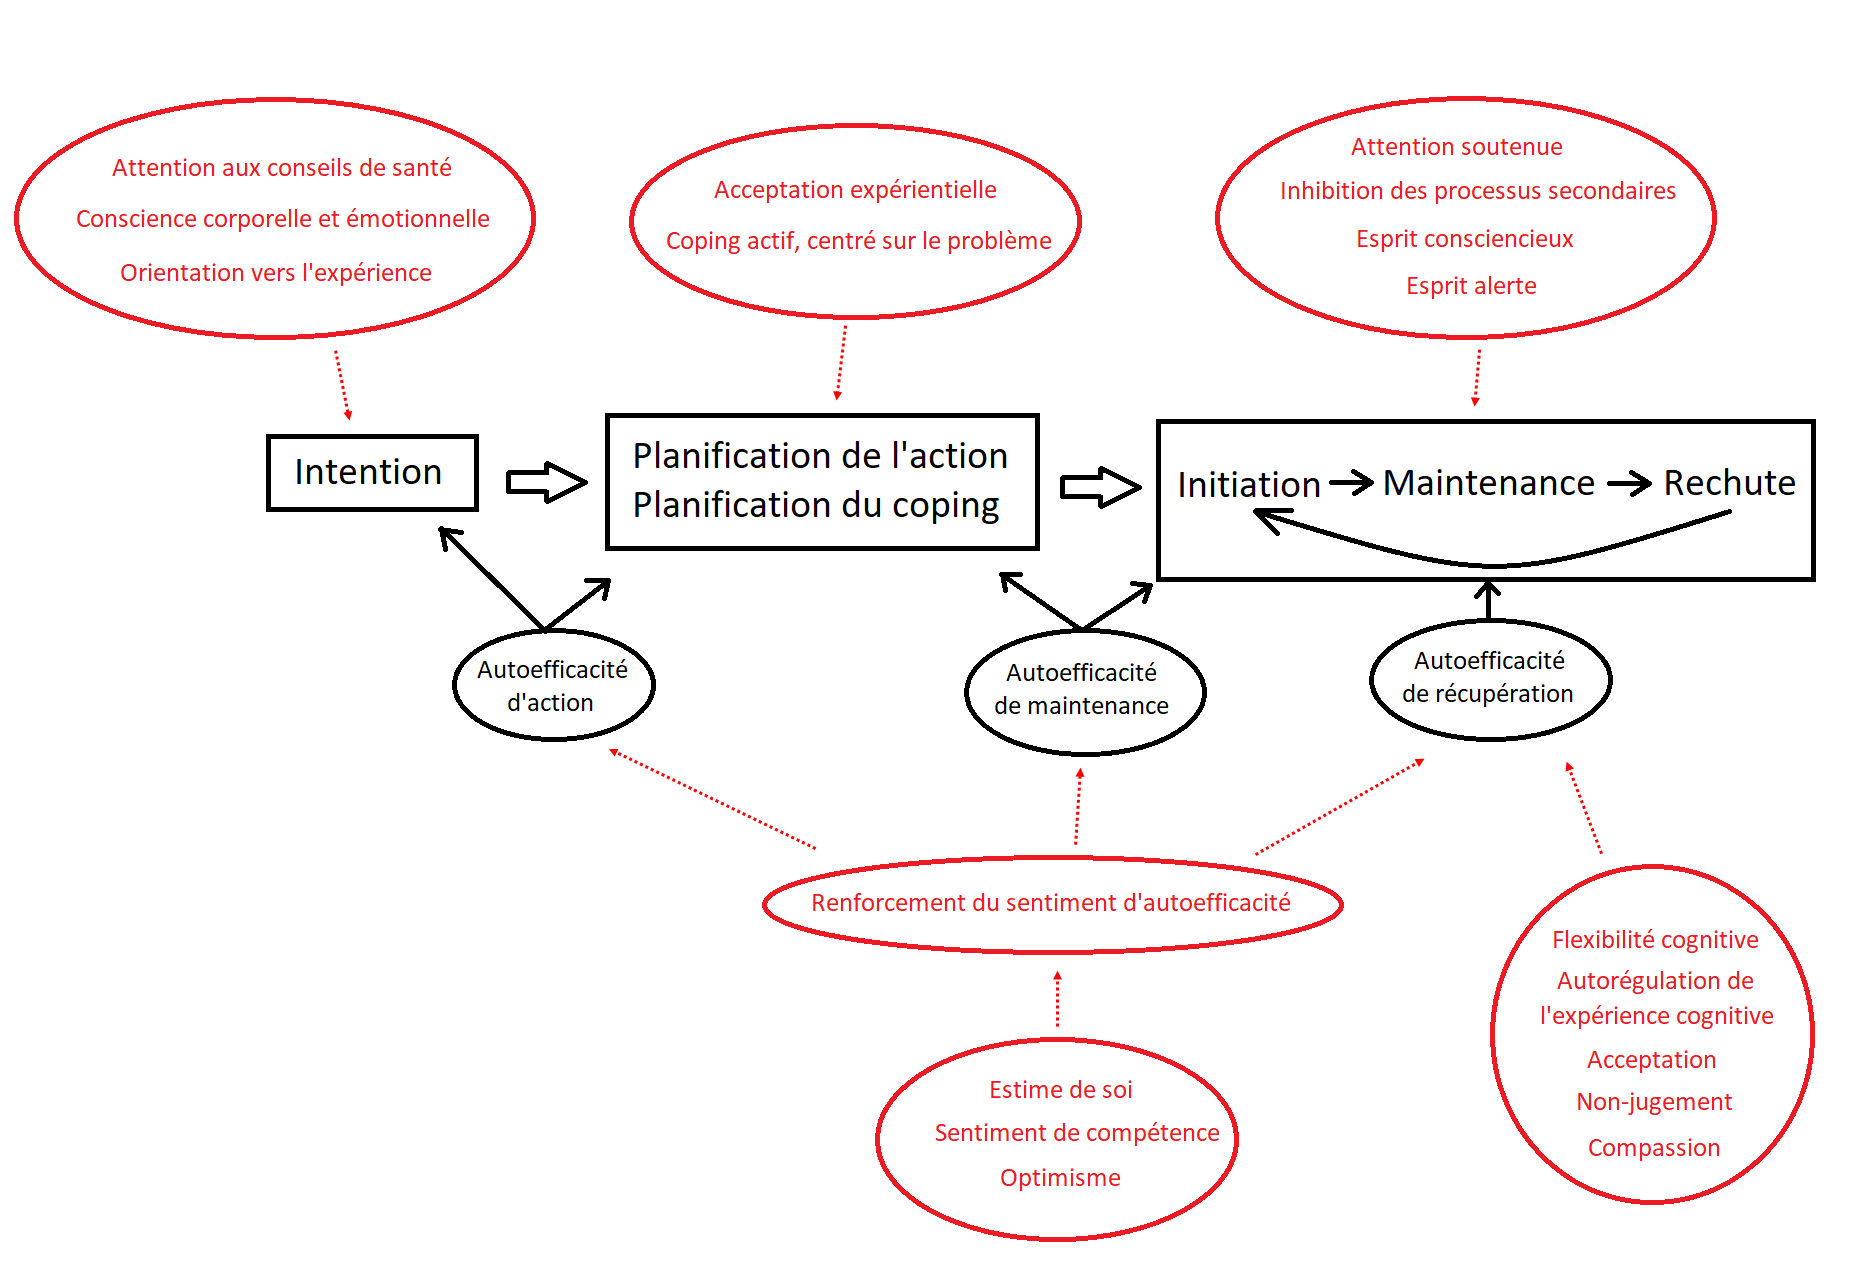 Attention aux conseils de santé
Conscience corporelle et émotionnelle
Orientation vers l'expérience
Acceptation expérientielle
Coping actif, centré sur le problème
Attention soutenue
Inhibition des processus secondaires
Esprit consciencieux
Esprit alerte
Intention
Planification de l'action
Planification du coping
Initiation
Maintenance
Rechute
Autoefficacité
d'action
Autoefficacité
de maintenance
Autoefficacité
de récupération
Renforcement du sentiment d'autoefficacité
Estime de soi
Sentiment de compétence
Optimisme
Flexibilité cognitive
Autorégulation de
l'expérience cognitive
Acceptation
Non-jugement
Compassion